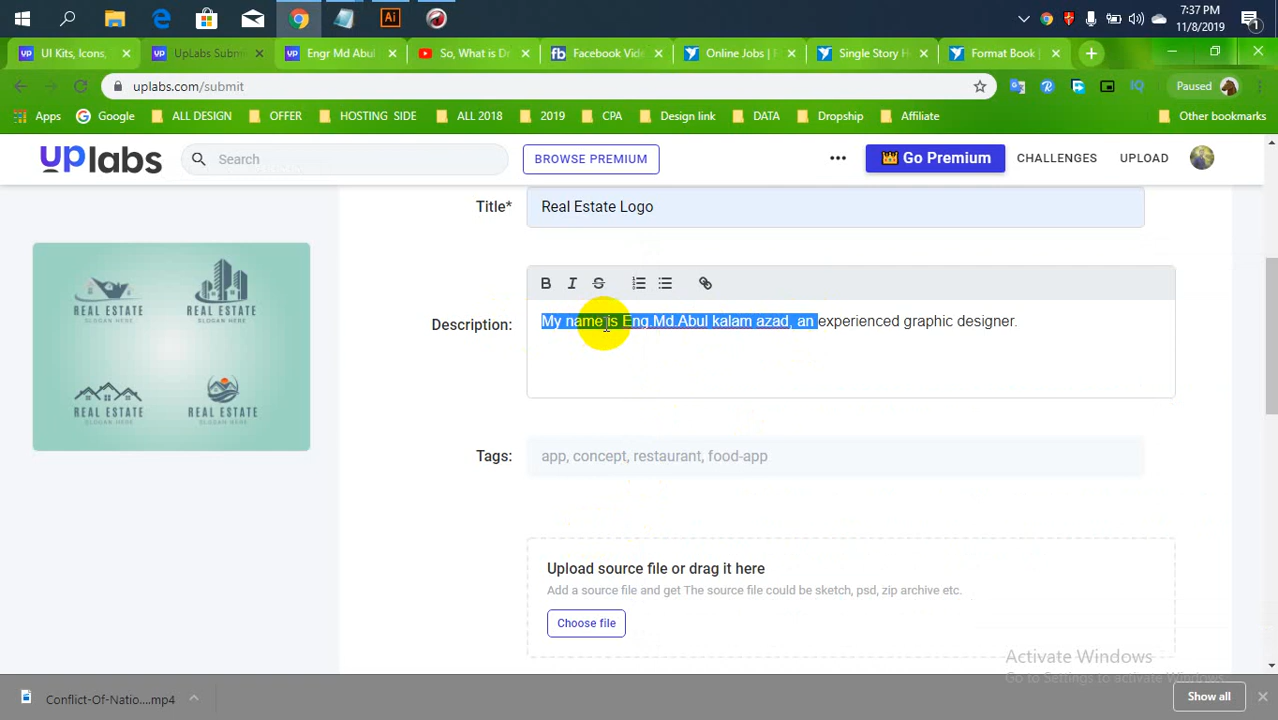 7:37 PM
11/8/2019
UI Kits, Icons,
UpLabs Submi
Engr Md Abul
So, What is Dr
Facebook Vide
Online Jobs | F
Single Story H
Format Book |
uplabs.com/submit
Paused
Apps
Google
ALL DESIGN
OFFER
HOSTING SIDE
ALL 2018
2019
CPA
Design link
DATA
Dropship
Affiliate
Other bookmarks
uplabs
Search
BROWSE PREMIUM
Go Premium
CHALLENGES
UPLOAD
Title*
Real Estate Logo
B I S
Description:
My name is Eng.Md.Abul kalam azad, an experienced graphic designer.
REAL ESTATE
SLOGAN HERE
REAL ESTATE
SLOGAN HERE
REAL ESTATE
SLOGAN HERE
REAL ESTATE
SLOGAN HERE
Tags:
app, concept, restaurant, food-app
Upload source file or drag it here
Add a source file and get The source file could be sketch, psd, zip archive etc.
Choose file
Activate Windows
Go to Settings to activate Windows.
Conflict-Of-Natio....mp4
Show all